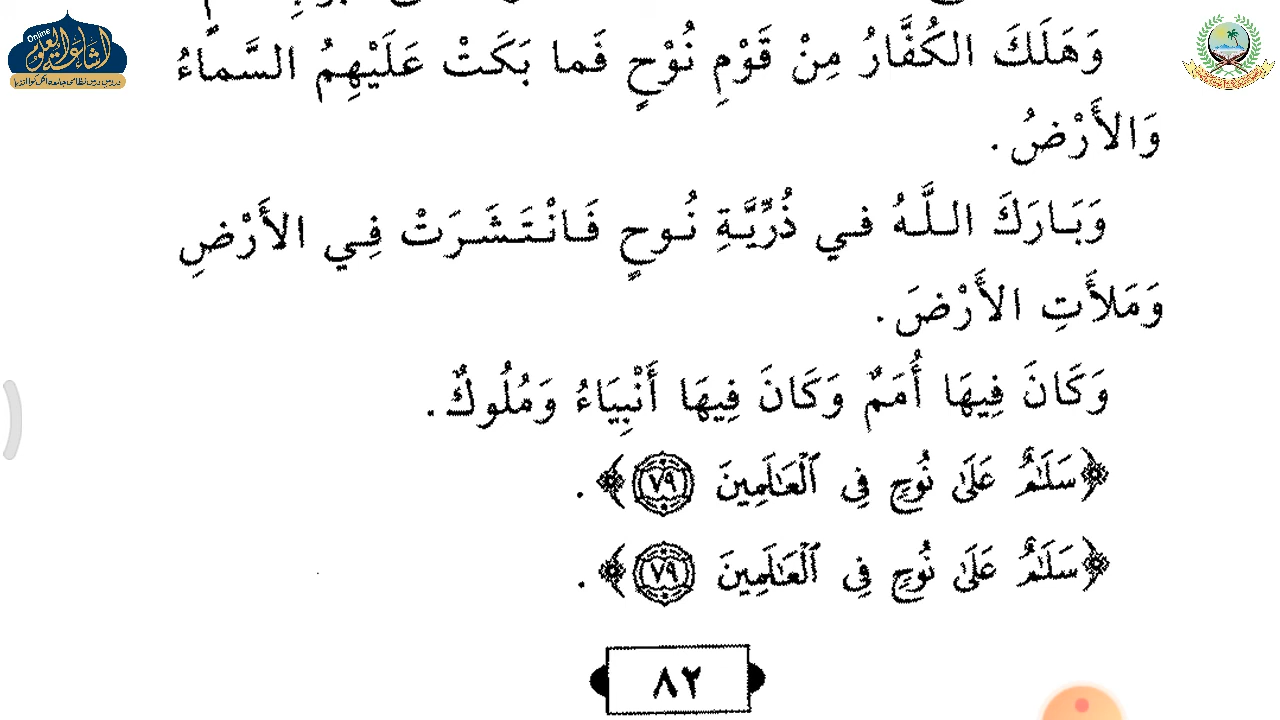 وَهَلَكَ الكُفَّارُ مِنْ قَوْمِ نُوْحٍ فَما بَكَتْ عَلَيْهِمُ السَّماءُ
وَالأَرْضُ .
وَبَارَكَ اللَّهُ في ذُرِّيَّةِ نُوحٍ فَانْتَشَرَتْ فِي الأَرْضِ
وَمَلأَتِ الأَرْضَ .
وَكَانَ فِيهَا أُمَمٌ وَكَانَ فِيهَا أَنْبِيَاءُ وَمُلُوكٌ .
﴿سَلَٰمٌ عَلَىٰ نُوحٍ فِى ٱلْعَٰلَمِينَ ٧٩﴾ .
﴿سَلَٰمٌ عَلَىٰ نُوحٍ فِى ٱلْعَٰلَمِينَ ٧٩﴾ .
٨٢
Online